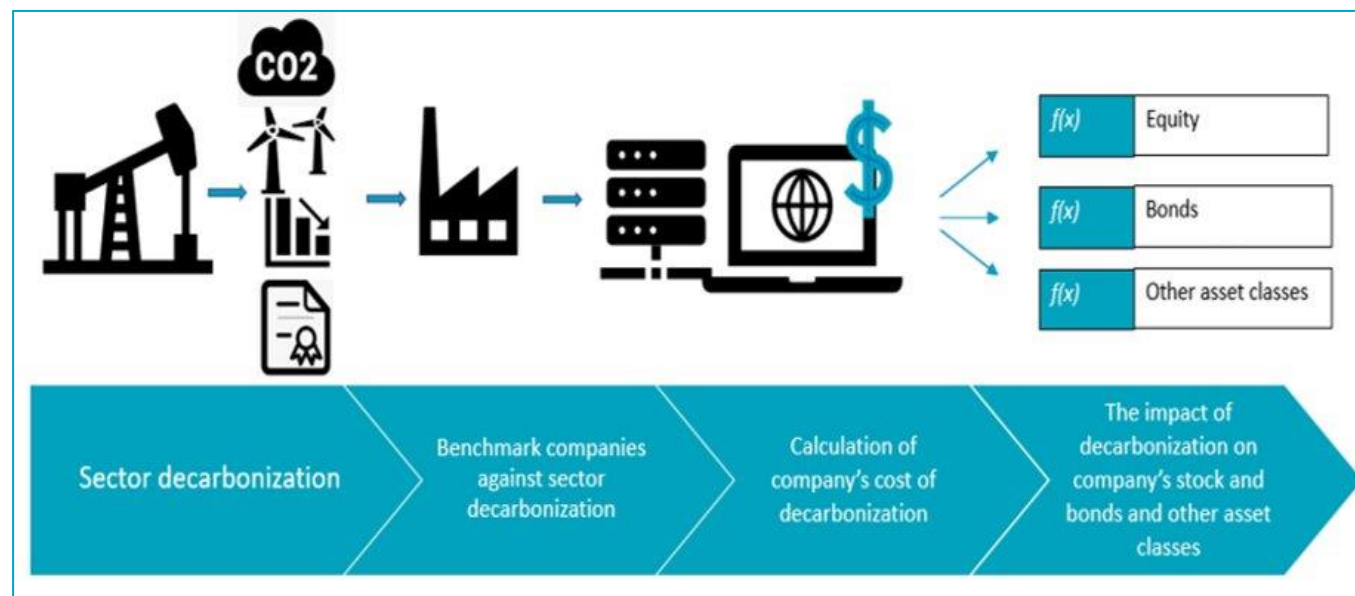 CO2
$
f(x) Equity
f(x) Bonds
f(x) Other asset classes
Sector decarbonization
Benchmark companies
against sector
decarbonization
Calculation of
company's cost of
decarbonization
The impact of
decarbonization on
company's stock and
bonds and other asset
classes